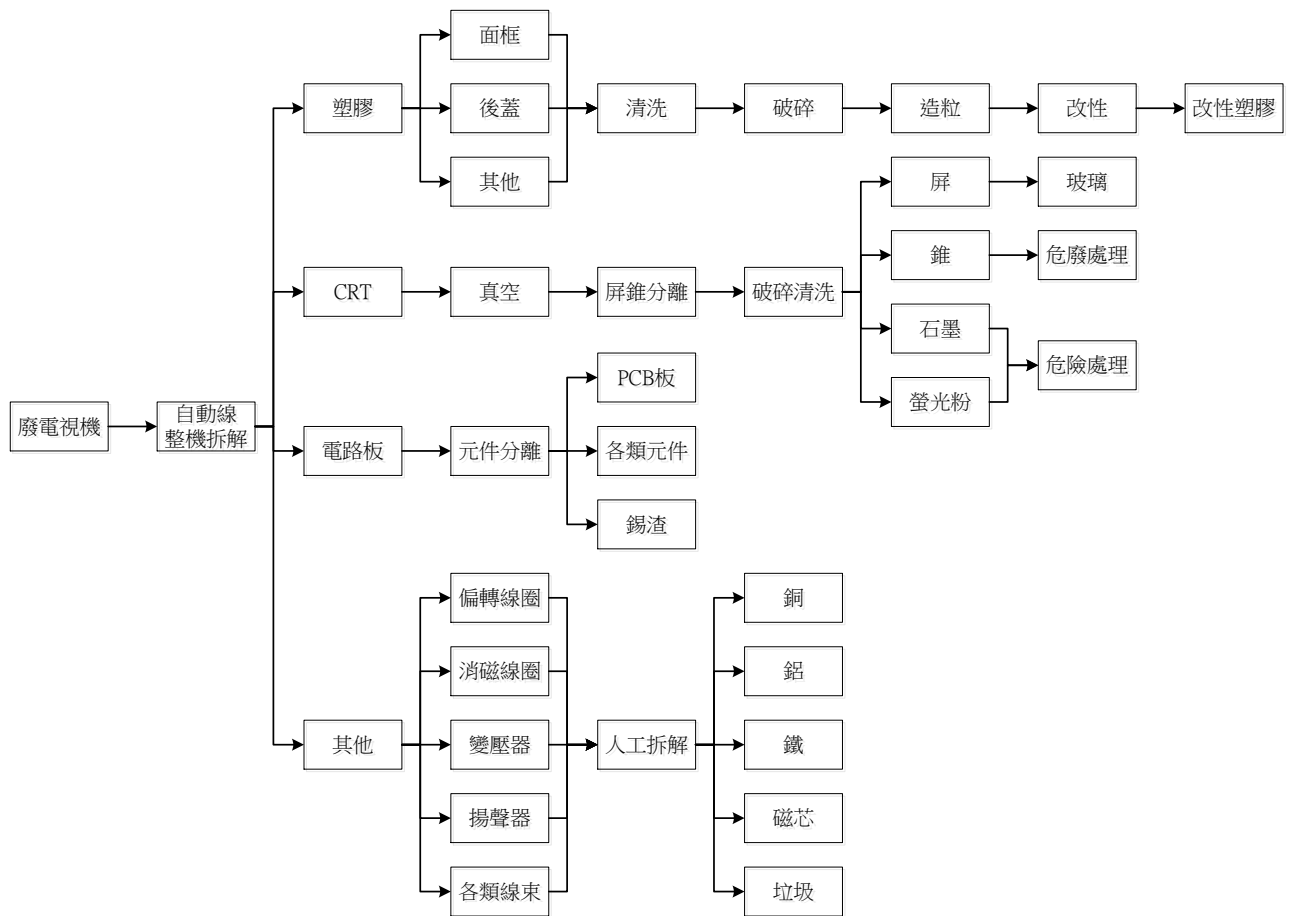 面框
塑膠
後蓋
清洗
破碎
造粒
改性
改性塑膠
其他
屏
玻璃
錐
危廢處理
CRT
真空
屏錐分離
破碎清洗
石墨
危險處理
螢光粉
PCB板
廢電視機
自動線
整機拆解
電路板
元件分離
各類元件
錫渣
偏轉線圈
銅
消磁線圈
鋁
其他
變壓器
人工拆解
鐵
揚聲器
磁芯
各類線束
垃圾